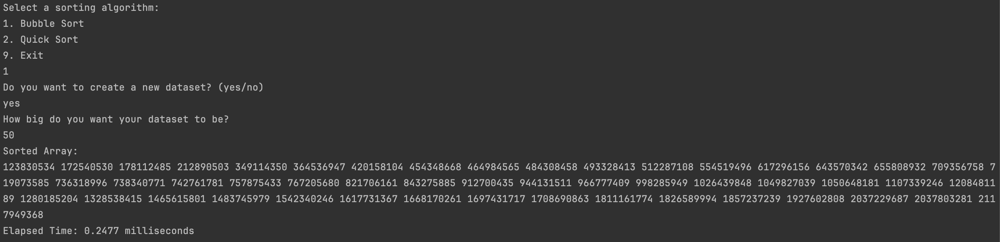 Select a sorting algorithm:
1. Bubble Sort
2. Quick Sort
9. Exit
1
Do you want to create a new dataset? (yes/no)
yes
How big do you want your dataset to be?
50
Sorted Array:
123830534 172540530 178112485 212890503 349114350 364536947 420158104 454348668 464984565 484308458 493328413 512287108 554519496 617296156 643570342 655808932 709356758 7
19073585 736318996 738340771 742761781 757875433 767205680 821706161 843275885 912700435 944131511 966777409 998285949 1026439848 1049827039 1050648181 1107339246 12084811
89 1280185204 1328538415 1465615801 1483745979 1542340246 1617731367 1668170261 1697431717 1708690863 1811161774 1826589994 1857237239 1927602808 2037229687 2037803281 211
7949368
Elapsed Time: 0.2477 milliseconds